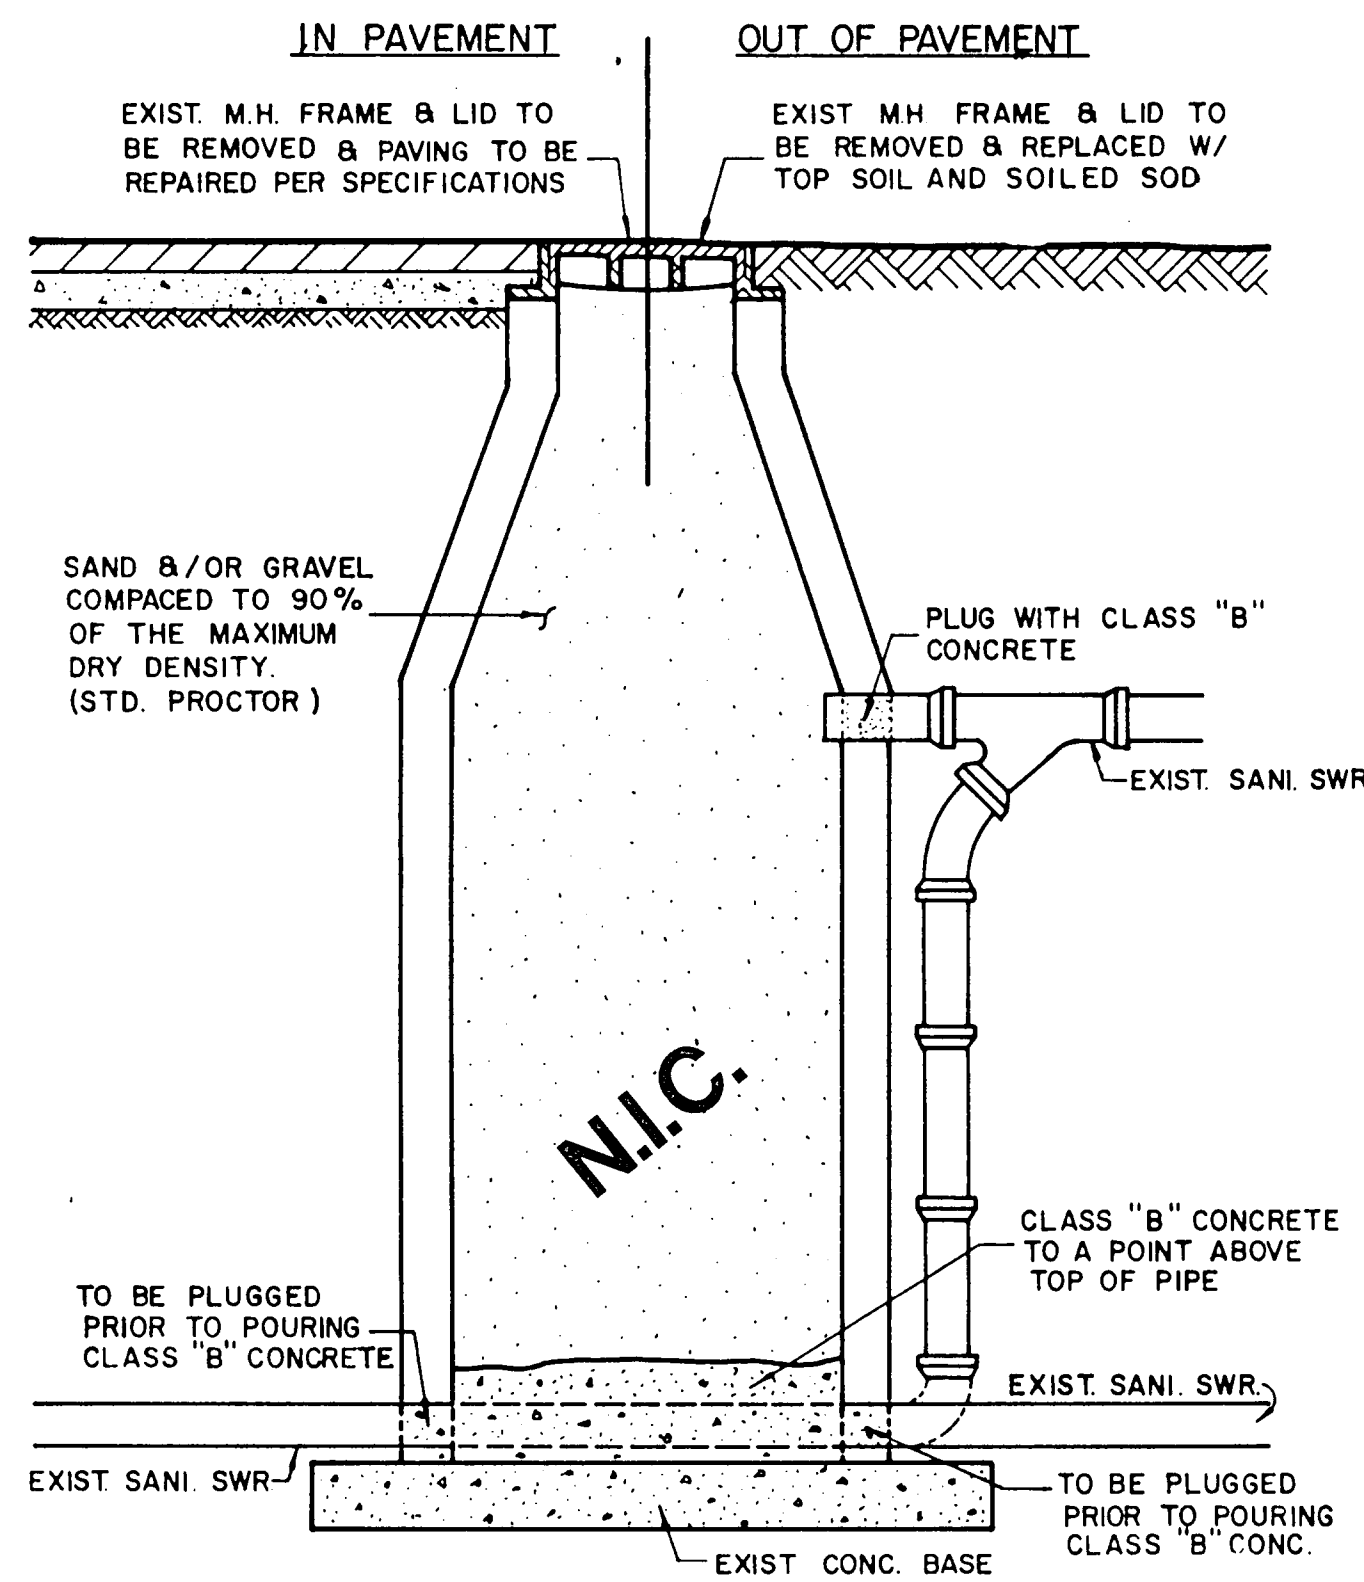 IN PAVEMENT
OUT OF PAVEMENT
EXIST. M.H. FRAME & LID TO
BE REMOVED & PAVING TO BE
REPAIRED PER SPECIFICATIONS
EXIST M.H FRAME & LID TO
BE REMOVED & REPLACED W/
TOP SOIL AND SOILED SOD
SAND &/OR GRAVEL
COMPACED TO 90%
OF THE MAXIMUM
DRY DENSITY.
(STD. PROCTOR)
PLUG WITH CLASS "B"
CONCRETE
EXIST. SANI. SWR
N.I.C.
CLASS "B" CONCRETE
TO A POINT ABOVE
TOP OF PIPE
TO BE PLUGGED
PRIOR TO POURING
CLASS "B" CONCRETE
EXIST. SANI. SWR.
EXIST. SANI. SWR
TO BE PLUGGED
PRIOR TO POURING
CLASS "B" CONC.
EXIST CONC. BASE